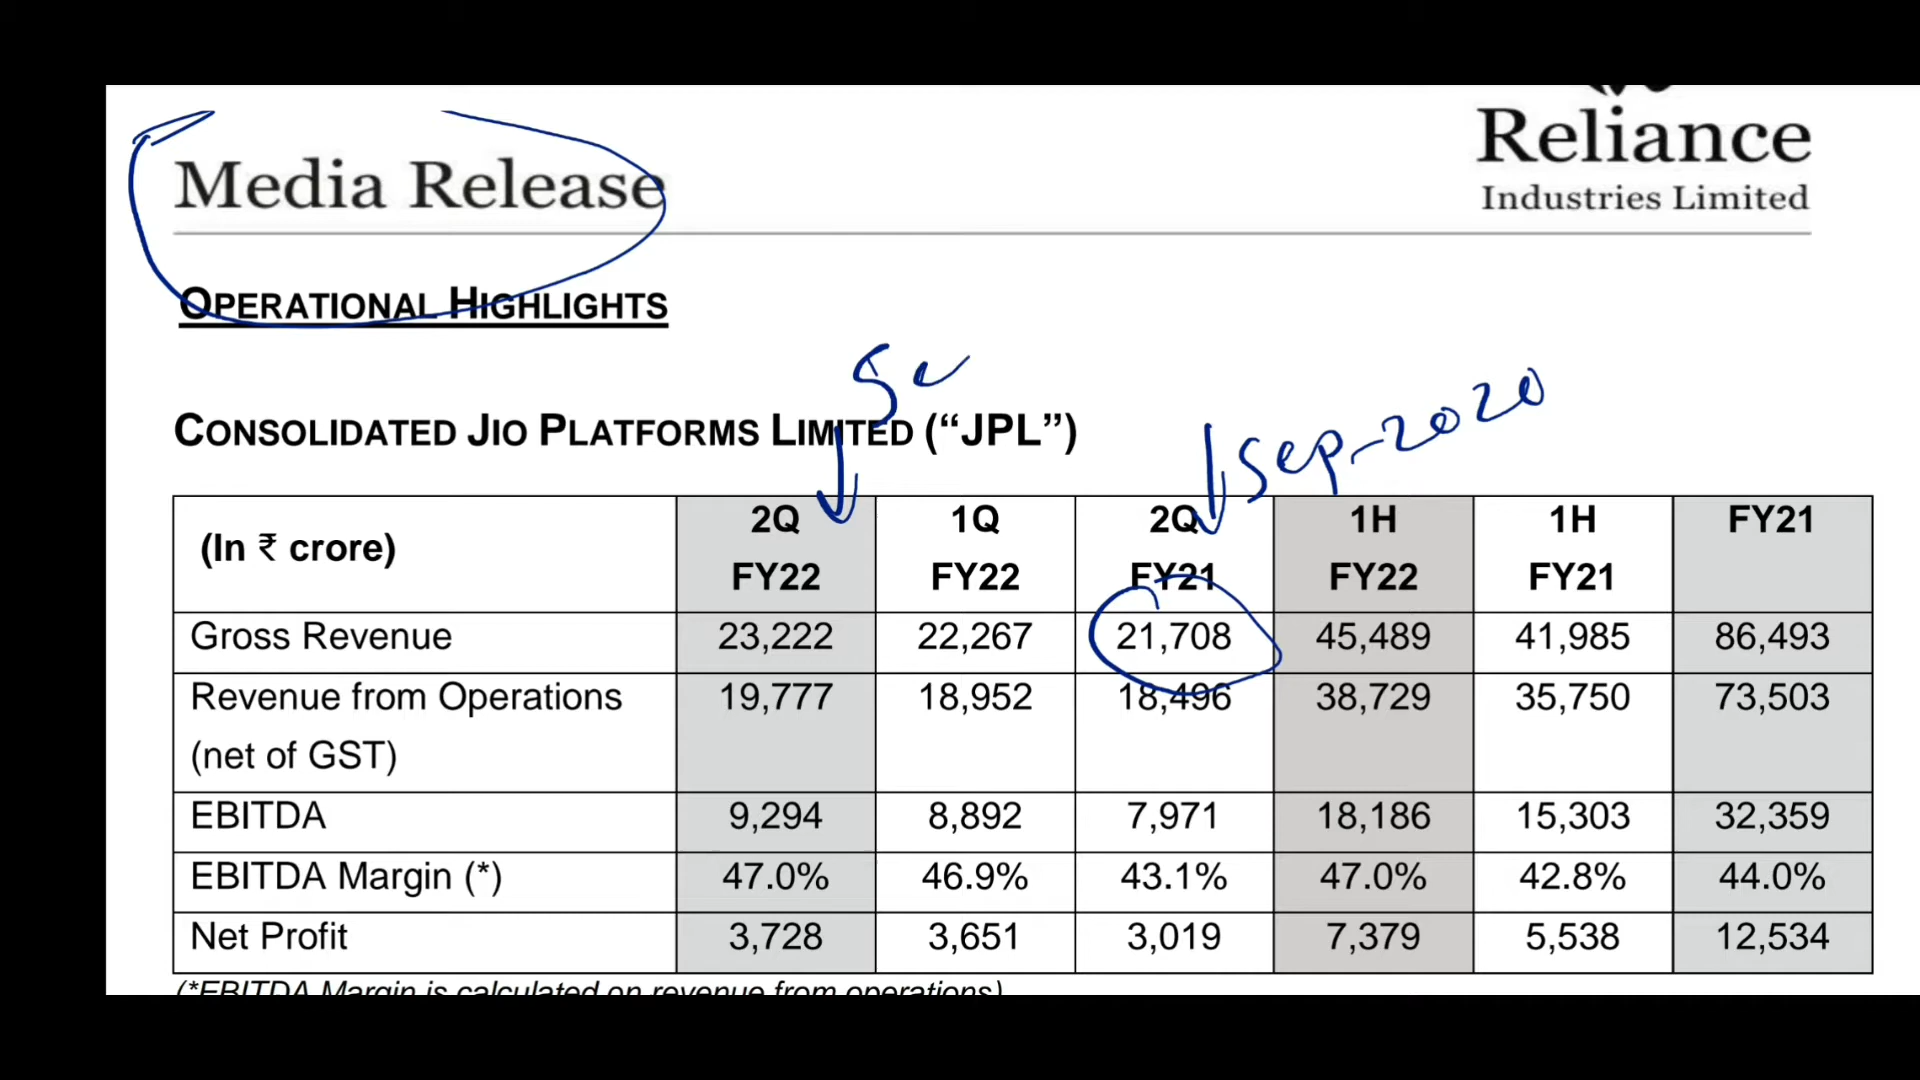 Reliance
Industries Limited
Media Release
OPERATIONAL HIGHLIGHTS
Se
Sep-2020
CONSOLIDATED JIO PLATFORMS LIMITED (“JPL”)
(In ₹ crore) 2Q FY22 1Q FY22 2Q FY21 1H FY22 1H FY21 FY21
Gross Revenue 23,222 22,267 21,708 45,489 41,985 86,493
Revenue from Operations (net of GST) 19,777 18,952 18,496 38,729 35,750 73,503
EBITDA 9,294 8,892 7,971 18,186 15,303 32,359
EBITDA Margin (*) 47.0% 46.9% 43.1% 47.0% 42.8% 44.0%
Net Profit 3,728 3,651 3,019 7,379 5,538 12,534
(*EBITDA Margin is calculated on revenue from operations)